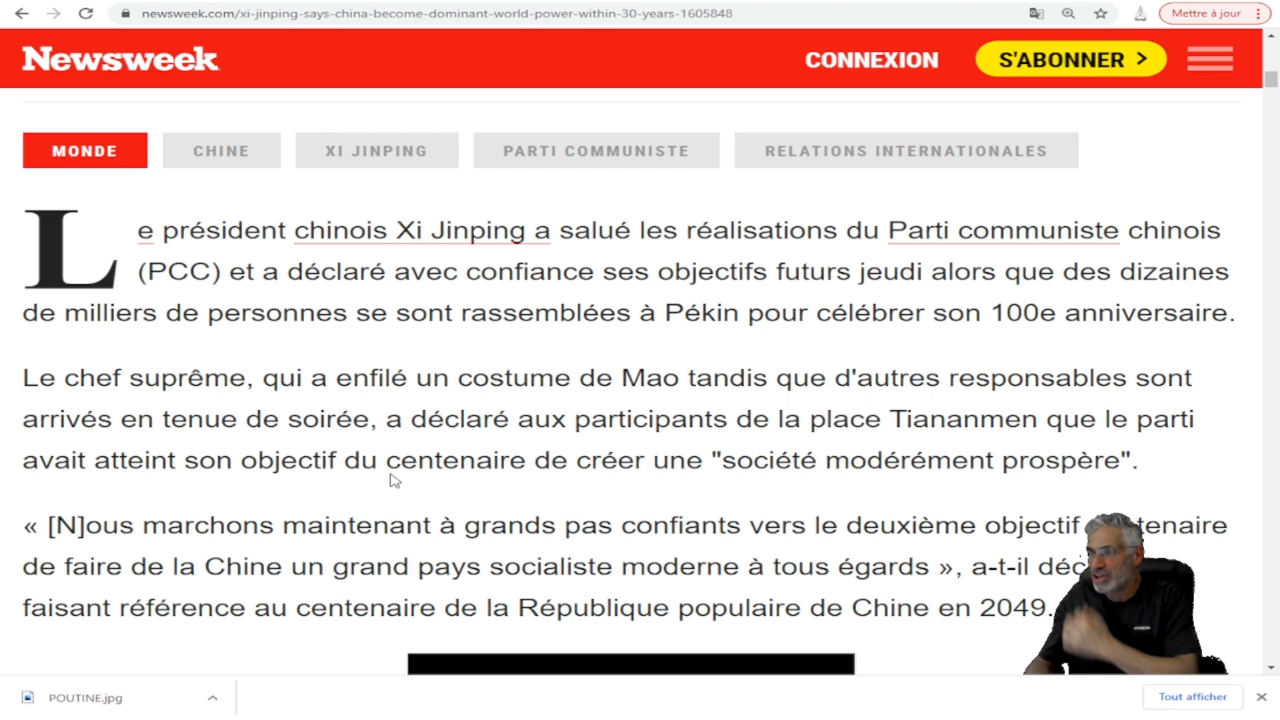 newsweek.com/xi-jinping-says-china-become-dominant-world-power-within-30-years-1605848
Mettre à jour
Newsweek
CONNEXION
S'ABONNER >
MONDE
CHINE
XI JINPING
PARTI COMMUNISTE
RELATIONS INTERNATIONALES
Le président chinois Xi Jinping a salué les réalisations du Parti communiste chinois
(PCC) et a déclaré avec confiance ses objectifs futurs jeudi alors que des dizaines
de milliers de personnes se sont rassemblées à Pékin pour célébrer son 100e anniversaire.
Le chef suprême, qui a enfilé un costume de Mao tandis que d'autres responsables sont
arrivés en tenue de soirée, a déclaré aux participants de la place Tiananmen que le parti
avait atteint son objectif du centenaire de créer une "société modérément prospère".
« [N]ous marchons maintenant à grands pas confiants vers le deuxième objectif
de faire de la Chine un grand pays socialiste moderne à tous égards », a-t-il
faisant référence au centenaire de la République populaire de Chine en 2049.
POUTINE.jpg
Tout afficher